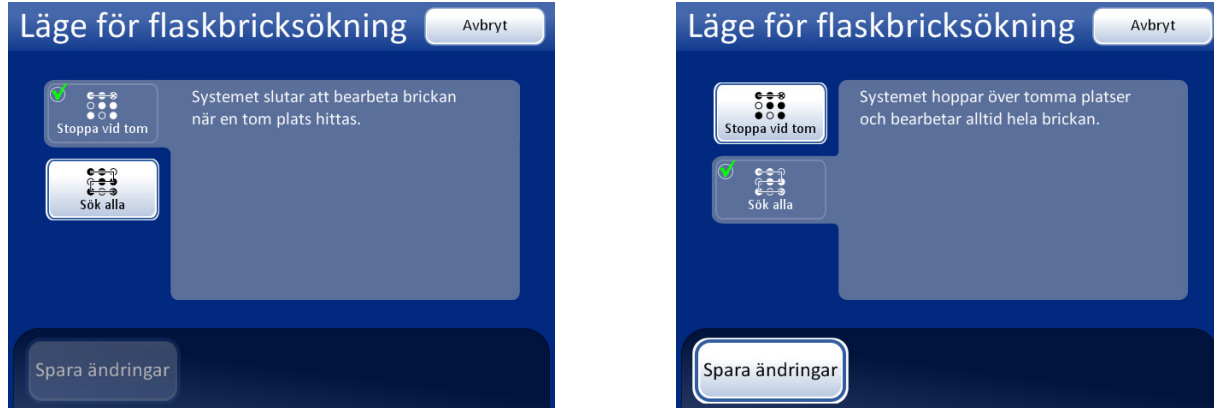 Läge för flaskbricksökning
Avbryt
Stoppa vid tom
Systemet slutar att bearbeta brickan
när en tom plats hittas.
Sök alla
Spara ändringar
Läge för flaskbricksökning
Avbryt
Stoppa vid tom
Systemet hoppar över tomma platser
och bearbetar alltid hela brickan.
Sök alla
Spara ändringar